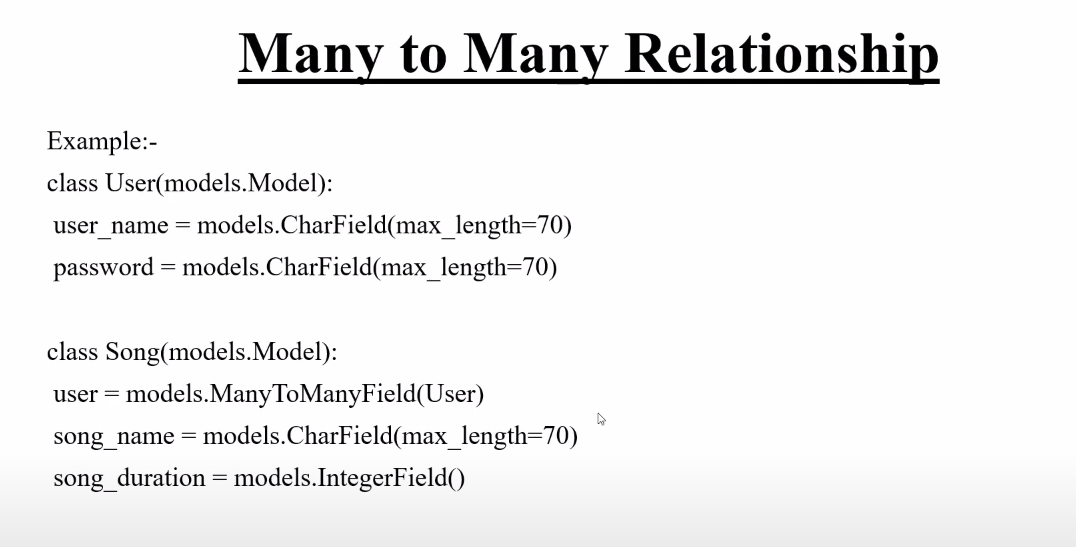 Many to Many Relationship
Example:-
class User(models.Model):
user_name = models.CharField(max_length=70)
password = models.CharField(max_length=70)
class Song(models.Model):
user = models.ManyToManyField(User)
song_name = models.CharField(max_length=70)
song_duration = models.IntegerField()